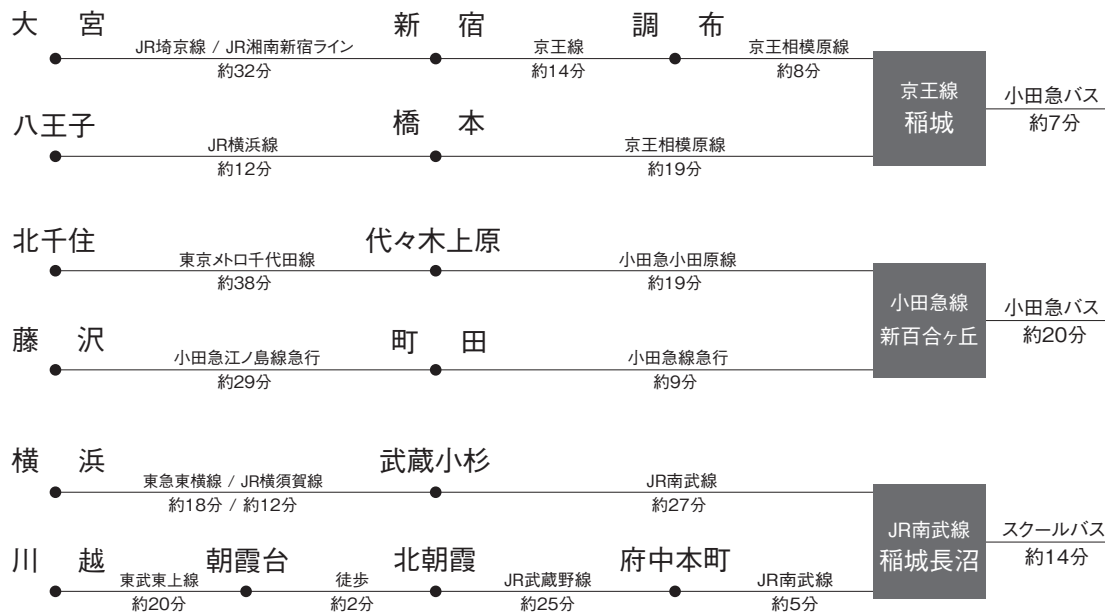 大　宮
新　宿
調　布
JR埼京線 / JR湘南新宿ライン
京王線
京王相模原線
約32分
約14分
約8分
京王線
稲城
小田急バス
約7分
八王子
橋　本
JR横浜線
京王相模原線
約12分
約19分
北千住
代々木上原
東京メトロ千代田線
小田急小田原線
約38分
約19分
小田急線
新百合ヶ丘
小田急バス
約20分
藤　沢
町　田
小田急江ノ島線急行
小田急線急行
約29分
約9分
横　浜
武蔵小杉
東急東横線 / JR横須賀線
JR南武線
約18分 / 約12分
約27分
JR南武線
稲城長沼
スクールバス
約14分
川　越
朝霞台
北朝霞
府中本町
東武東上線
徒歩
JR武蔵野線
JR南武線
約20分
約2分
約25分
約5分